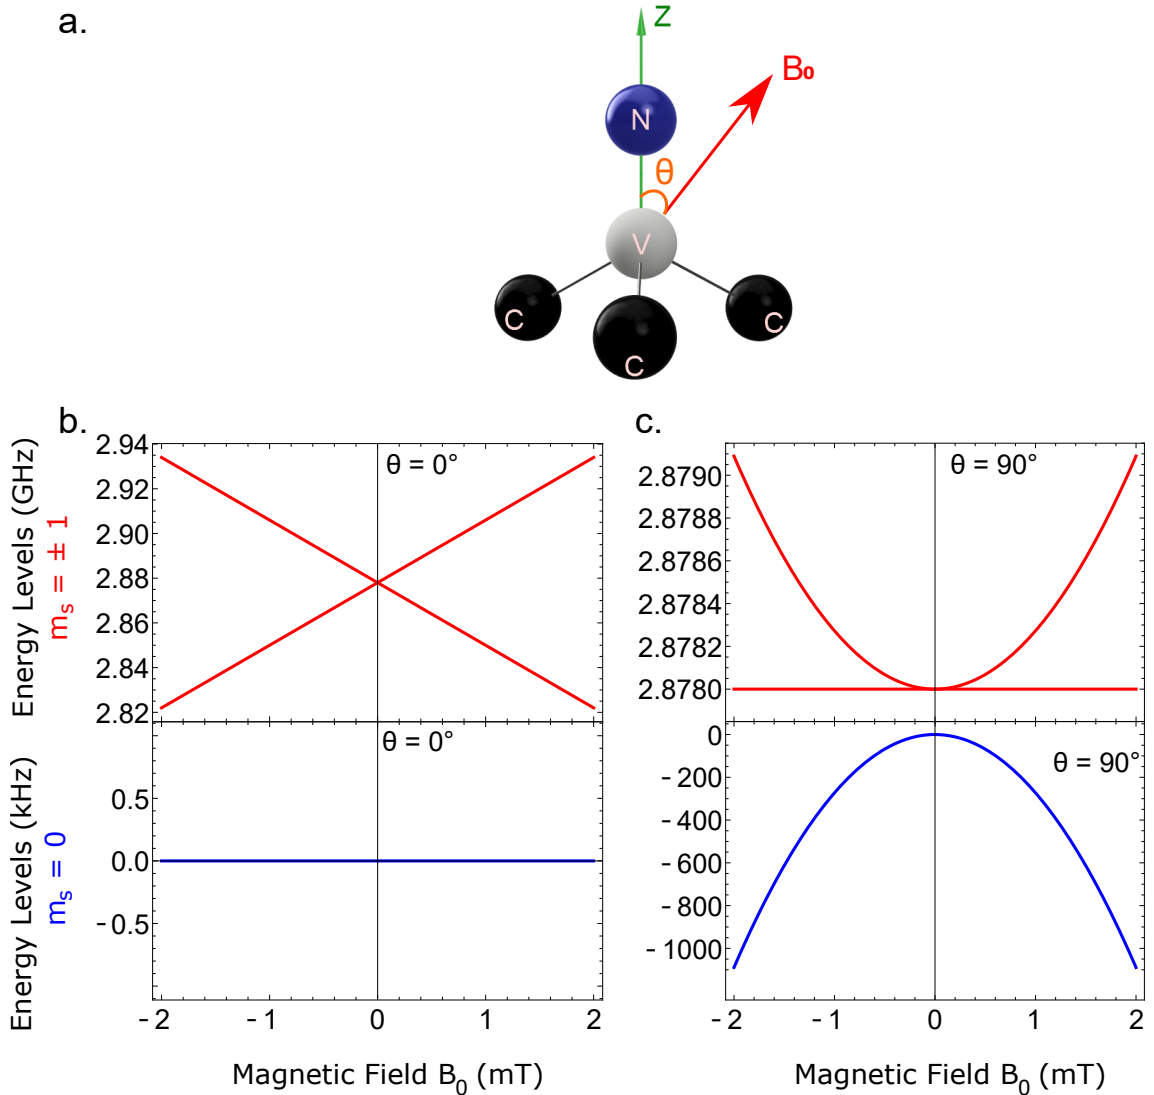 a.
Z
B₀
N
θ
V
C
C
C
b.
c.
Energy Levels (GHz)
mₛ = ± 1
2.94
2.92
2.90
2.88
2.86
2.84
2.82
θ = 0°
2.8790
2.8788
2.8786
2.8784
2.8782
2.8780
θ = 90°
Energy Levels (kHz)
mₛ = 0
0.5
0.0
-0.5
θ = 0°
0
-200
-400
-600
-800
-1000
θ = 90°
-2 -1 0 1 2
-2 -1 0 1 2
Magnetic Field B₀ (mT)
Magnetic Field B₀ (mT)